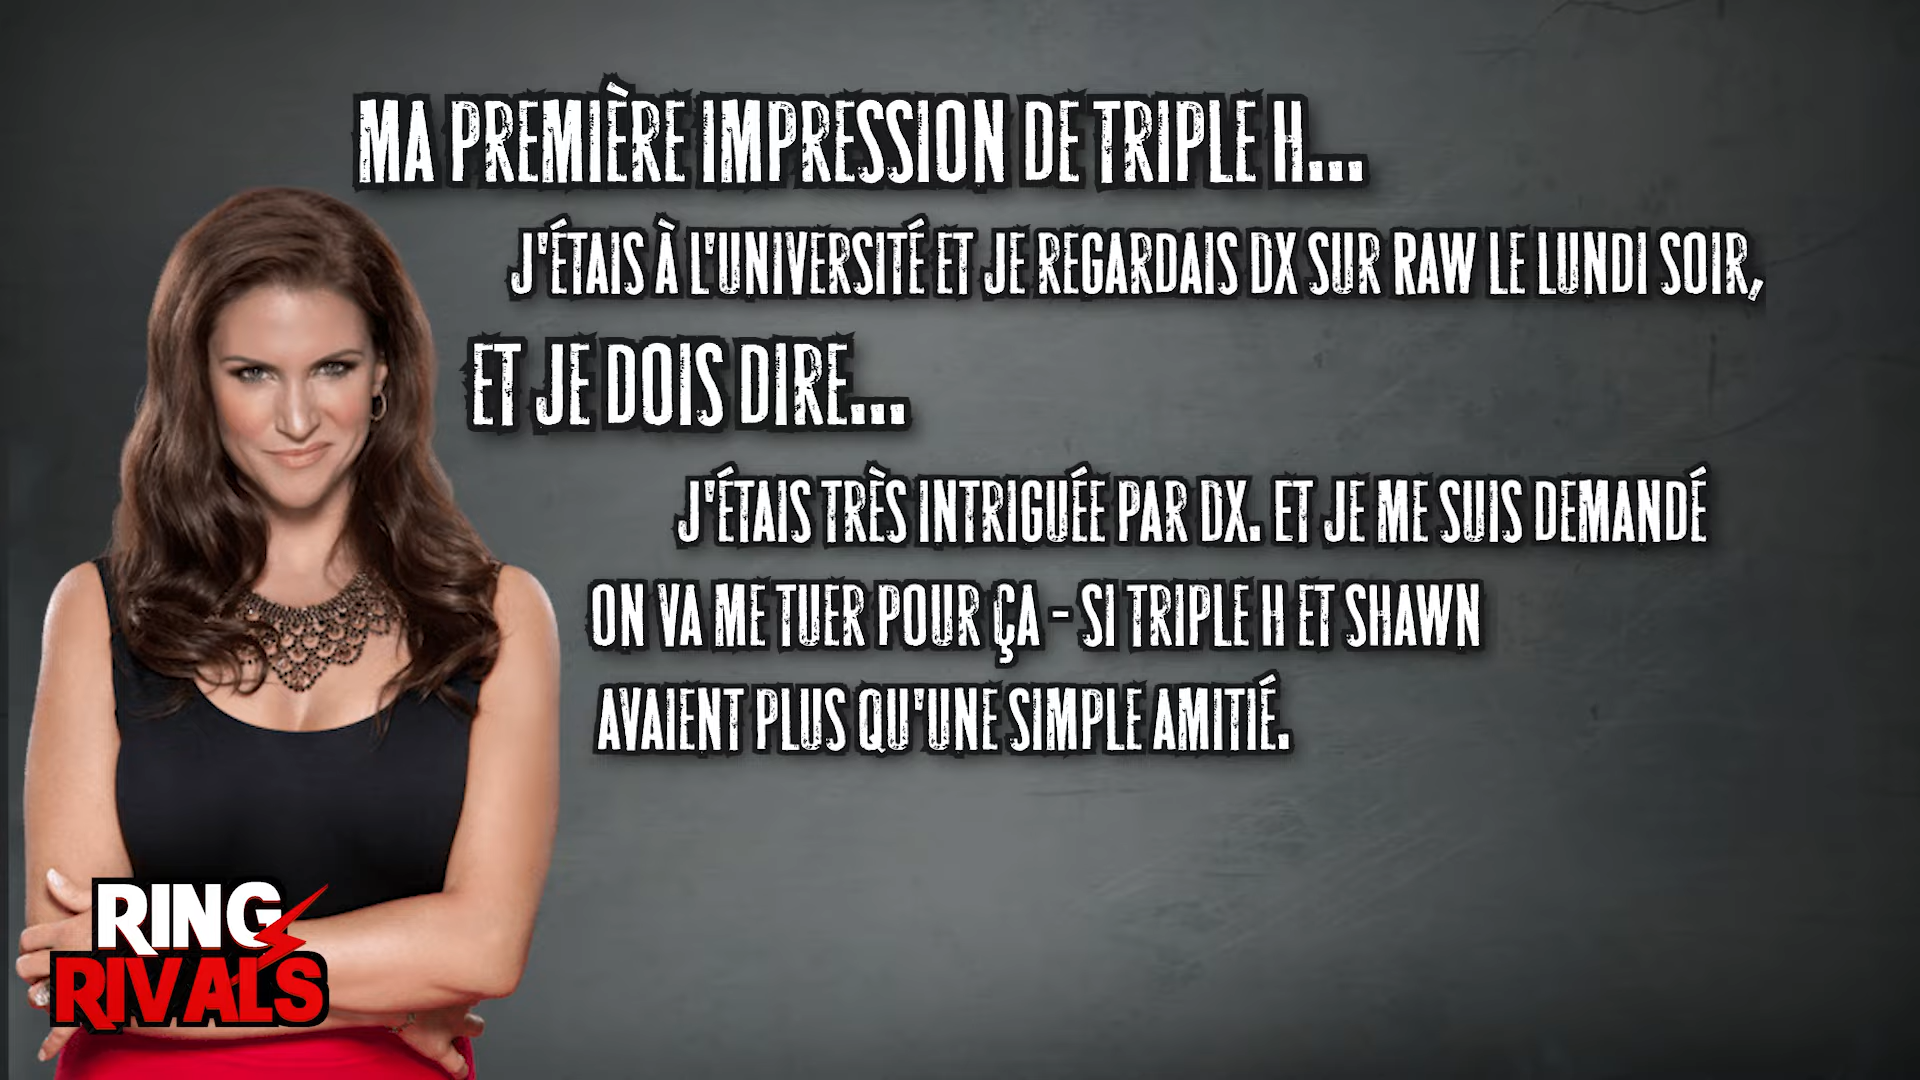 MA PREMIÈRE IMPRESSION DE TRIPLE H...
J'ÉTAIS À L'UNIVERSITÉ ET JE REGARDAIS DX SUR RAW LE LUNDI SOIR,
ET JE DOIS DIRE...
J'ÉTAIS TRÈS INTRIGUÉE PAR DX. ET JE ME SUIS DEMANDÉ
ON VA ME TUER POUR ÇA - SI TRIPLE H ET SHAWN
AVAIENT PLUS QU'UNE SIMPLE AMITIÉ.
RING
RIVALS